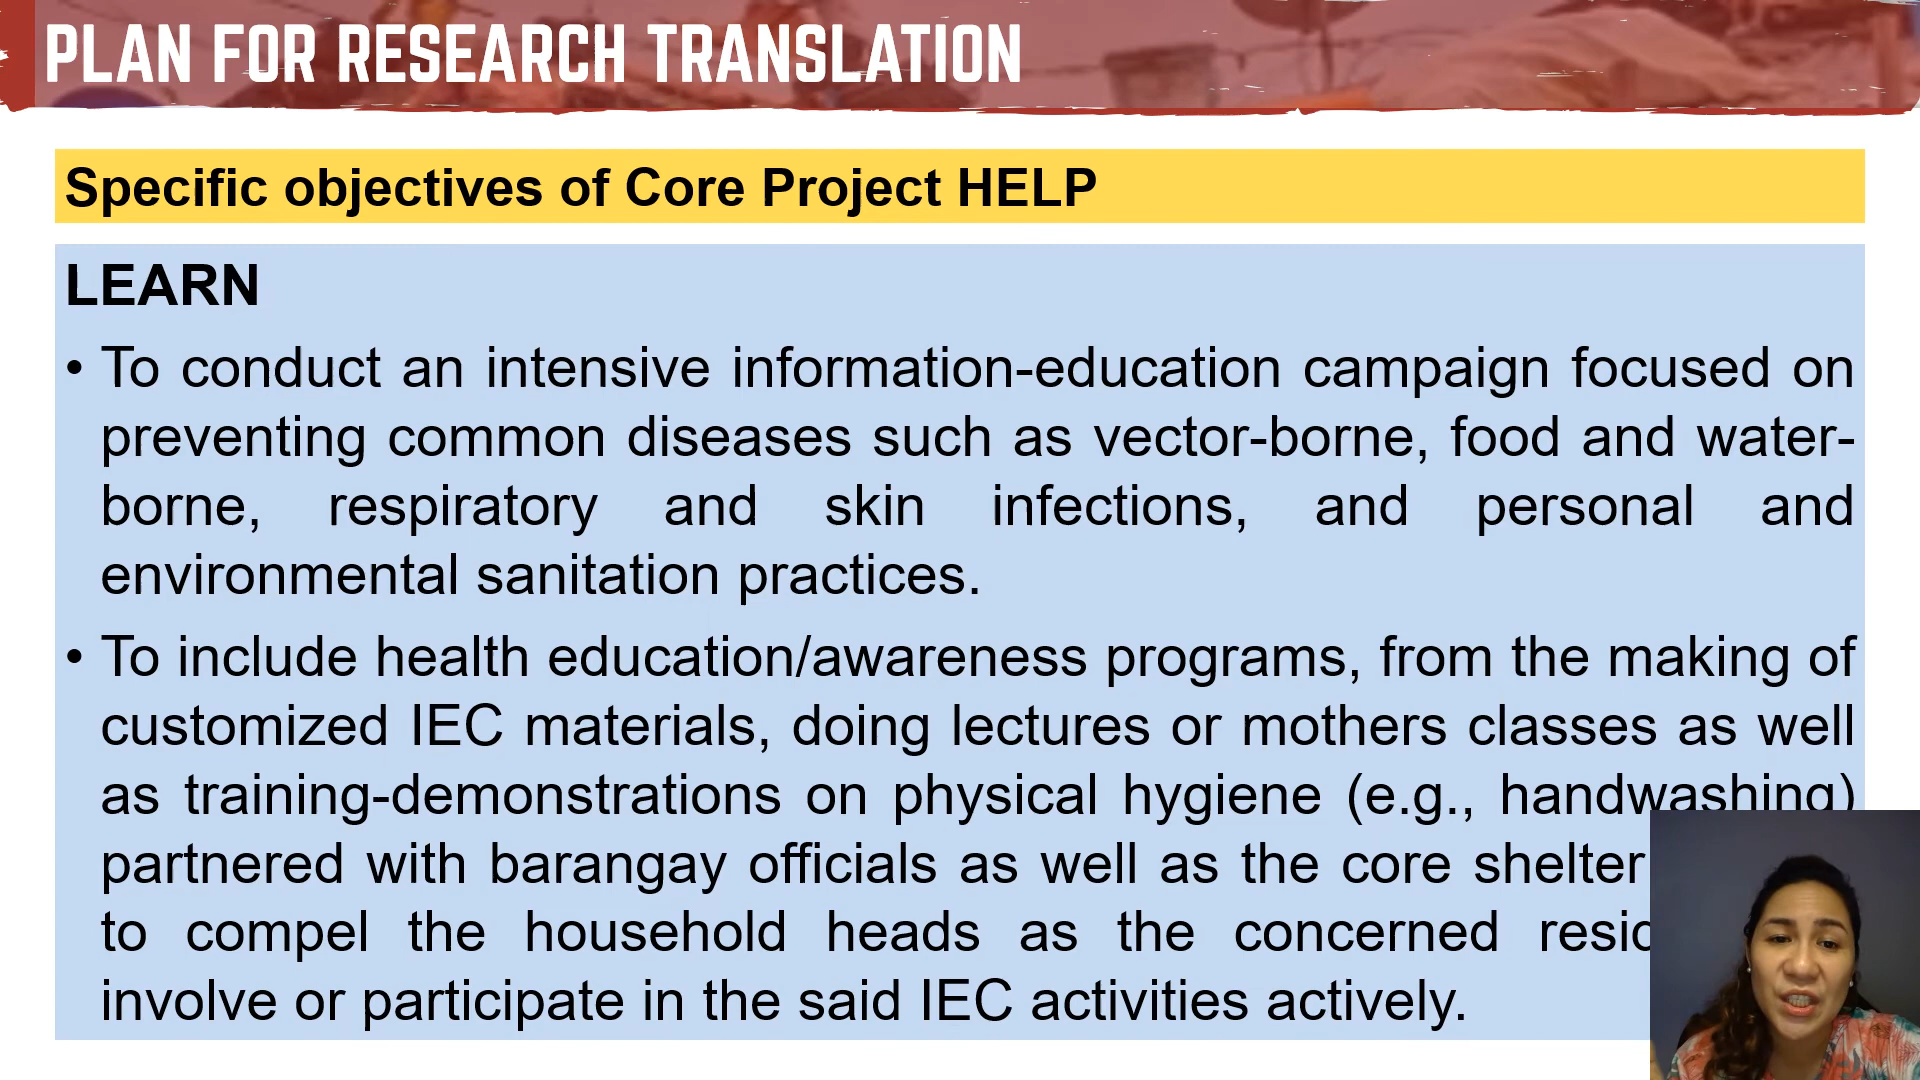 PLAN FOR RESEARCH TRANSLATION
Specific objectives of Core Project HELP
LEARN
• To conduct an intensive information-education campaign focused on
preventing common diseases such as vector-borne, food and water-
borne, respiratory and skin infections, and personal and
environmental sanitation practices.
• To include health education/awareness programs, from the making of
customized IEC materials, doing lectures or mothers classes as well
as training-demonstrations on physical hygiene (e.g., handwashing)
partnered with barangay officials as well as the core shelter
to compel the household heads as the concerned
involve or participate in the said IEC activities actively.